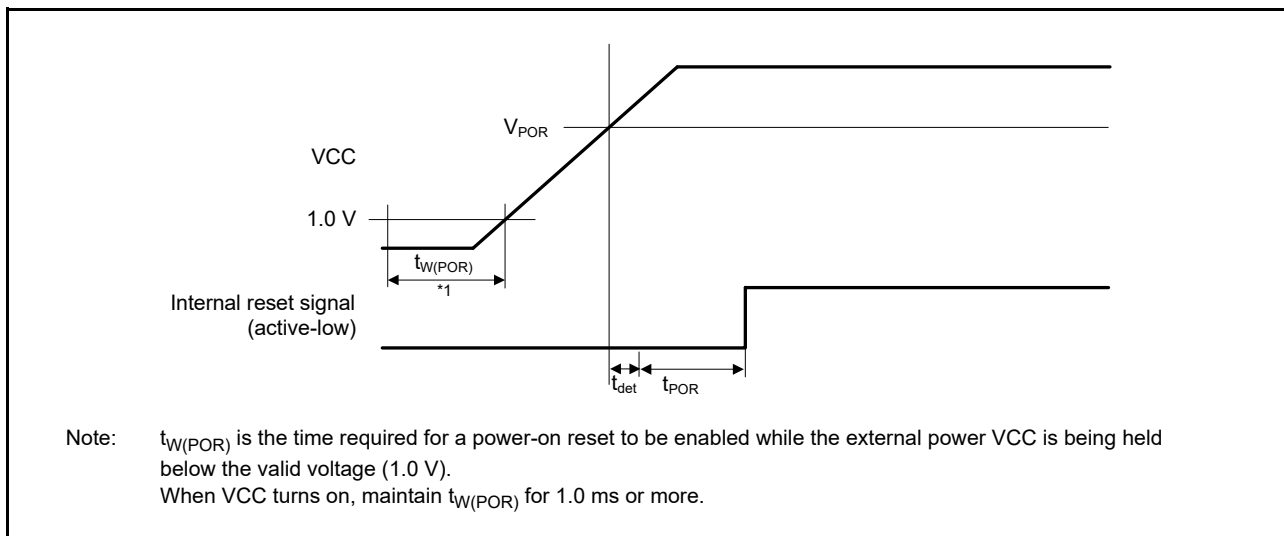 V_POR
VCC
1.0 V
t_W(POR)
*1
Internal reset signal
(active-low)
t_det t_POR
Note: t_W(POR) is the time required for a power-on reset to be enabled while the external power VCC is being held
below the valid voltage (1.0 V).
When VCC turns on, maintain t_W(POR) for 1.0 ms or more.